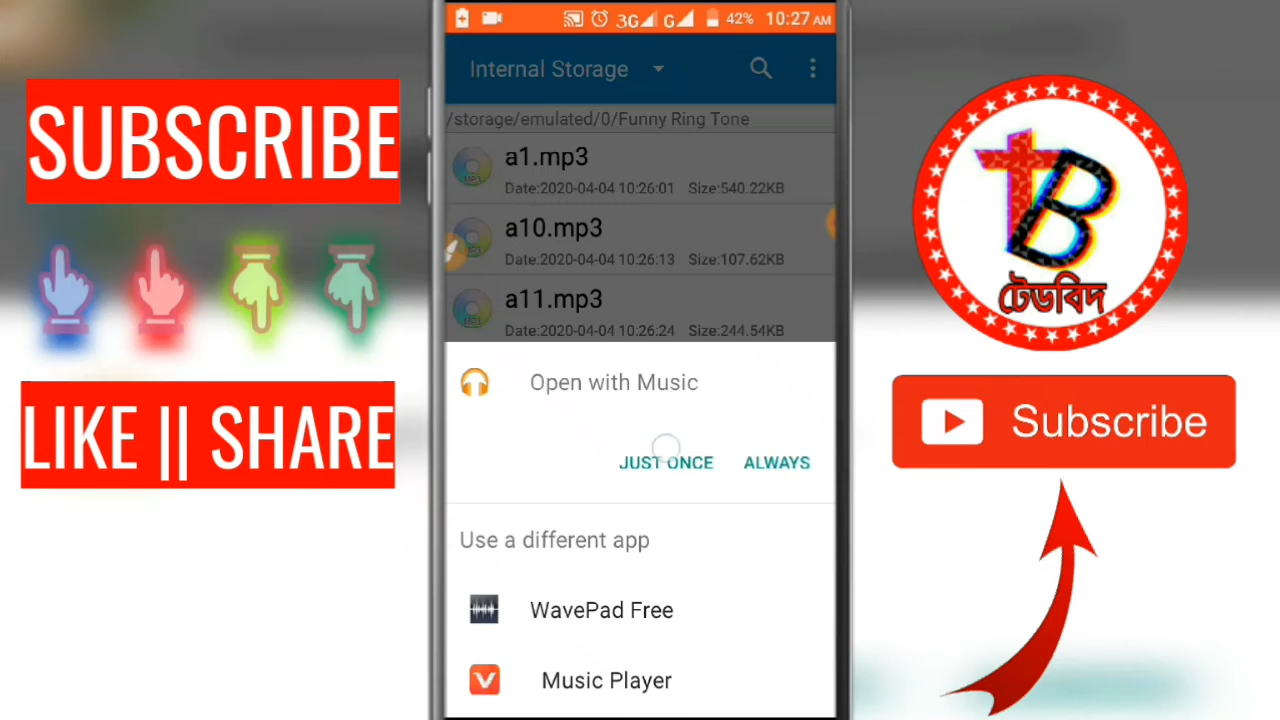 42% 10:27 AM
3G G
Internal Storage
/storage/emulated/0/Funny Ring Tone
a1.mp3
Date:2020-04-04 10:26:01 Size:540.22KB
a10.mp3
Date:2020-04-04 10:26:13 Size:107.62KB
a11.mp3
Date:2020-04-04 10:26:24 Size:244.54KB
Open with Music
JUST ONCE ALWAYS
Use a different app
WavePad Free
Music Player
SUBSCRIBE
LIKE || SHARE
TB
টেডবিদ
Subscribe